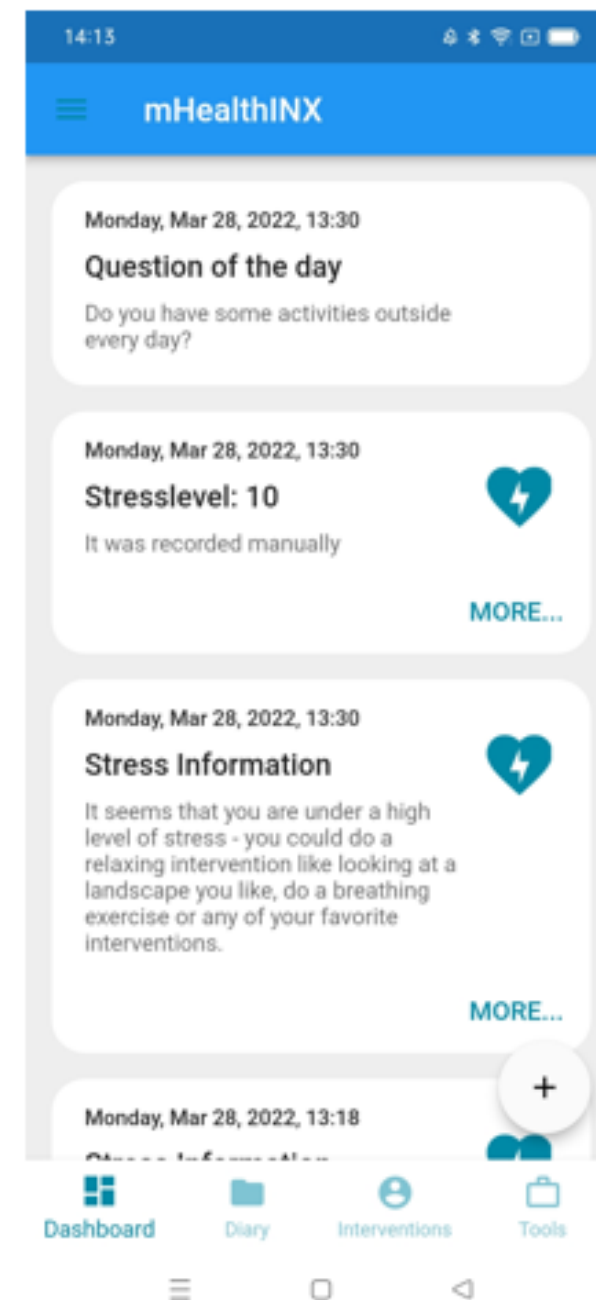 14:13
mHealthINX
Monday, Mar 28, 2022, 13:30
Question of the day
Do you have some activities outside
every day?
Monday, Mar 28, 2022, 13:30
Stresslevel: 10
It was recorded manually
MORE...
Monday, Mar 28, 2022, 13:30
Stress Information
It seems that you are under a high
level of stress - you could do a
relaxing intervention like looking at a
landscape you like, do a breathing
exercise or any of your favorite
interventions.
MORE...
+
Monday, Mar 28, 2022, 13:18
Stress Information
Dashboard
Diary
Interventions
Tools